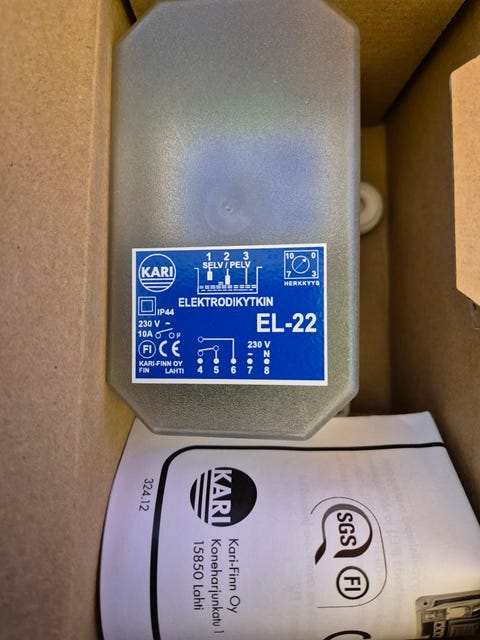 KARI
1 2 3
SELV / PELV
10 0
7 3
HERKKYYS
ELEKTRODIKYTKIN
IP44
EL-22
230 V ~
10A µ
FI CE
KARI-FINN OY
FIN LAHTI
230 V
~ N
4 5 6 7 8
324.12
KARI
Kari-Finn Oy
Koneharjunkatu 1
15850 Lahti
SGS
FI